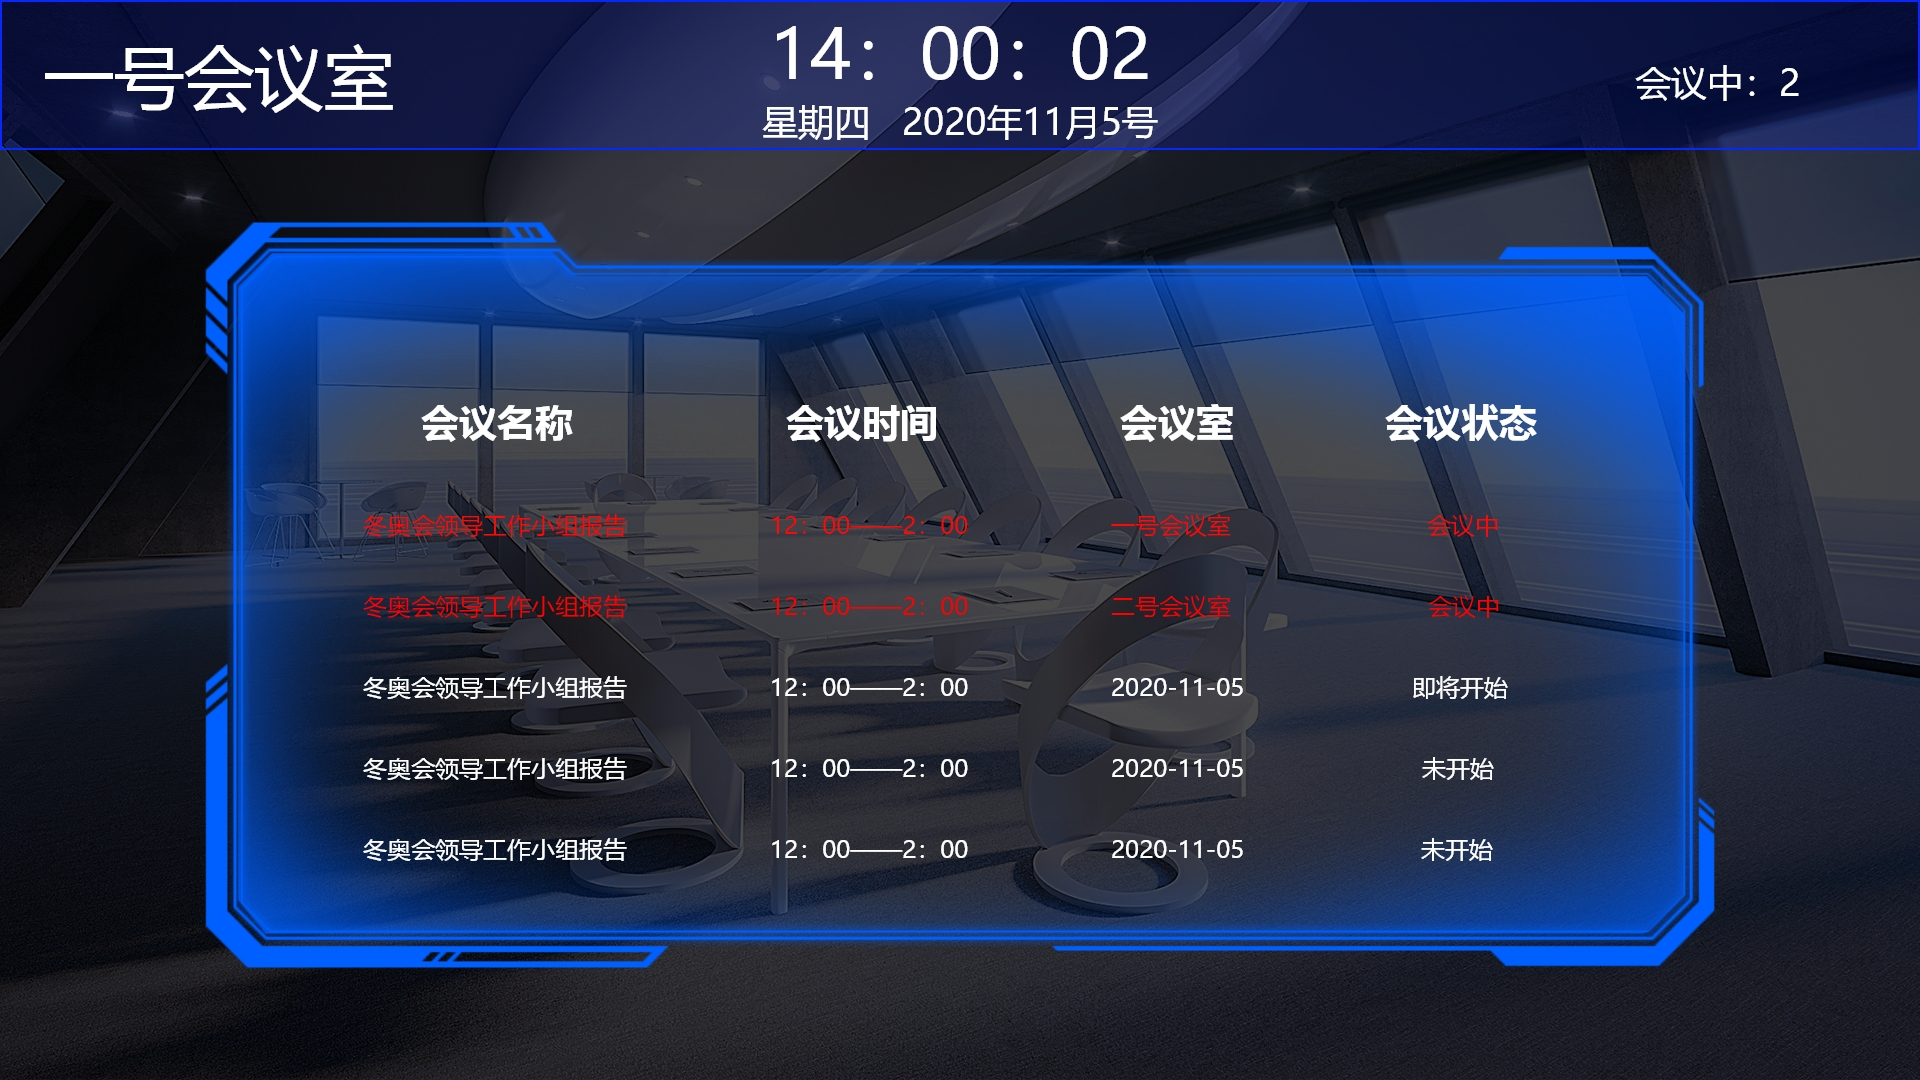 一号会议室
14：00：02
星期四 2020年11月5号
会议中：2
会议名称 会议时间 会议室 会议状态
冬奥会领导工作小组报告 12：00——2：00 一号会议室 会议中
冬奥会领导工作小组报告 12：00——2：00 二号会议室 会议中
冬奥会领导工作小组报告 12：00——2：00 2020-11-05 即将开始
冬奥会领导工作小组报告 12：00——2：00 2020-11-05 未开始
冬奥会领导工作小组报告 12：00——2：00 2020-11-05 未开始